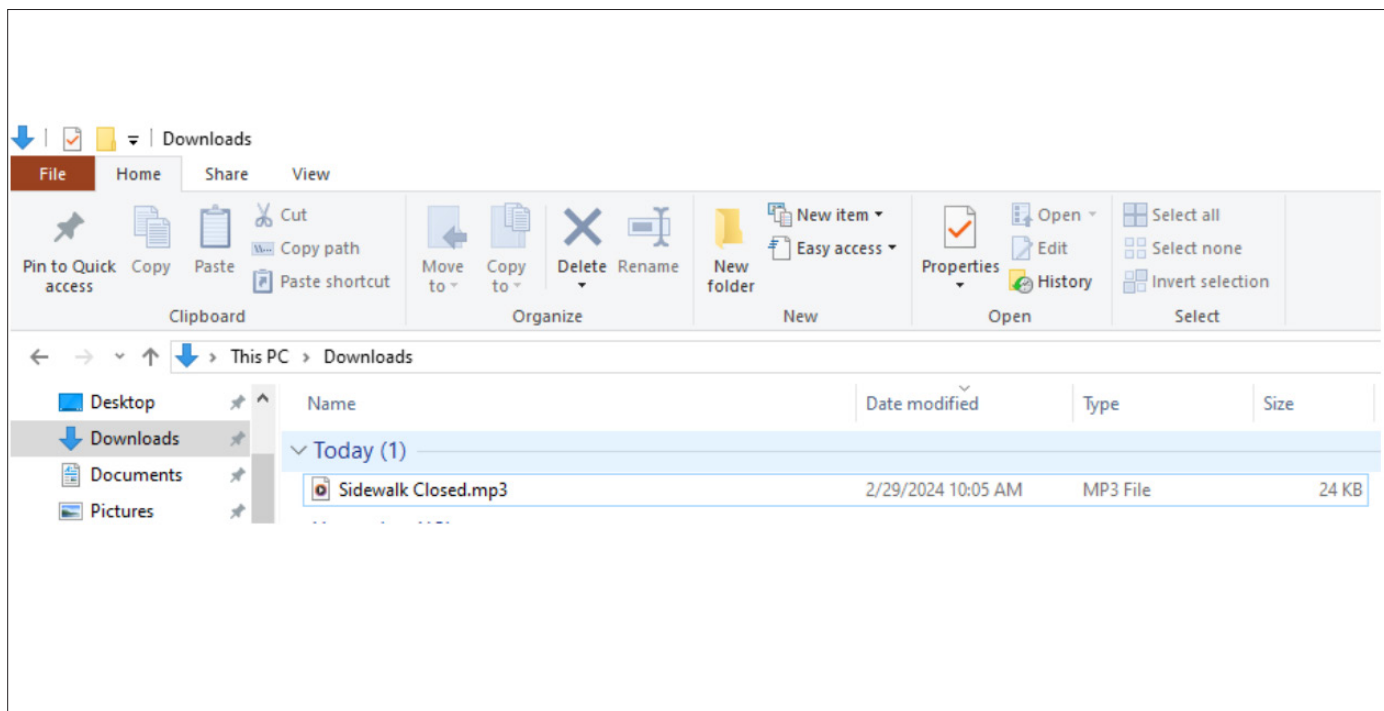 Downloads
File Home Share View
Pin to Quick access
Copy
Paste
Cut
Copy path
Paste shortcut
Clipboard
Move to
Copy to
Delete
Rename
Organize
New folder
New item
Easy access
New
Properties
Open
Edit
History
Open
Select all
Select none
Invert selection
Select
This PC > Downloads
Desktop
Downloads
Documents
Pictures
Name Date modified Type Size
Today (1)
Sidewalk Closed.mp3 2/29/2024 10:05 AM MP3 File 24 KB